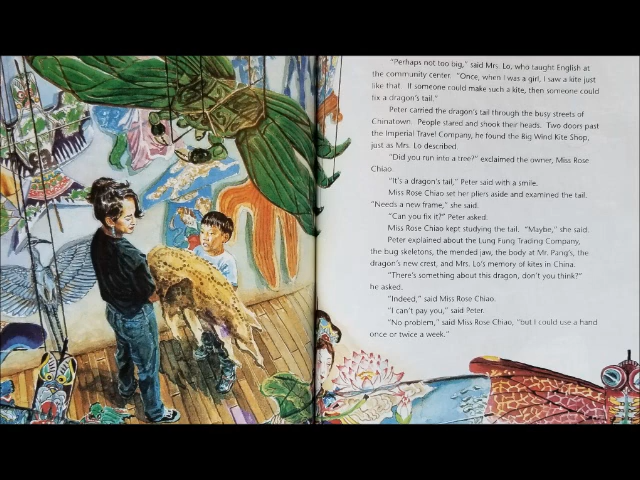 "Perhaps not too big," said Mrs. Lo, who taught English at
the community center. "Once, when I was a girl, I saw a kite just
like that. If someone could make such a kite, then someone could
fix a dragon's tail."
Peter carried the dragon's tail through the busy streets of
Chinatown. People stared and shook their heads. Two doors past
the Imperial Travel Company, he found the Big Wind Kite Shop,
just as Mrs. Lo described.
"Did you run into a tree?" exclaimed the owner, Miss Rose
Chiao.
"It's a dragon's tail," Peter said with a smile.
Miss Rose Chiao set her pliers aside and examined the tail.
"Needs a new frame," she said.
"Can you fix it?" Peter asked.
Miss Rose Chiao kept studying the tail. "Maybe," she said.
Peter explained about the Lung Fung Trading Company,
the bug skeletons, the mended jaw, the body at Mr. Pang's, the
dragon's new crest, and Mrs. Lo's memory of kites in China.
"There's something about this dragon, don't you think?"
he asked.
"Indeed," said Miss Rose Chiao.
"I can't pay you," said Peter.
"No problem," said Miss Rose Chiao, "but I could use a hand
once or twice a week."